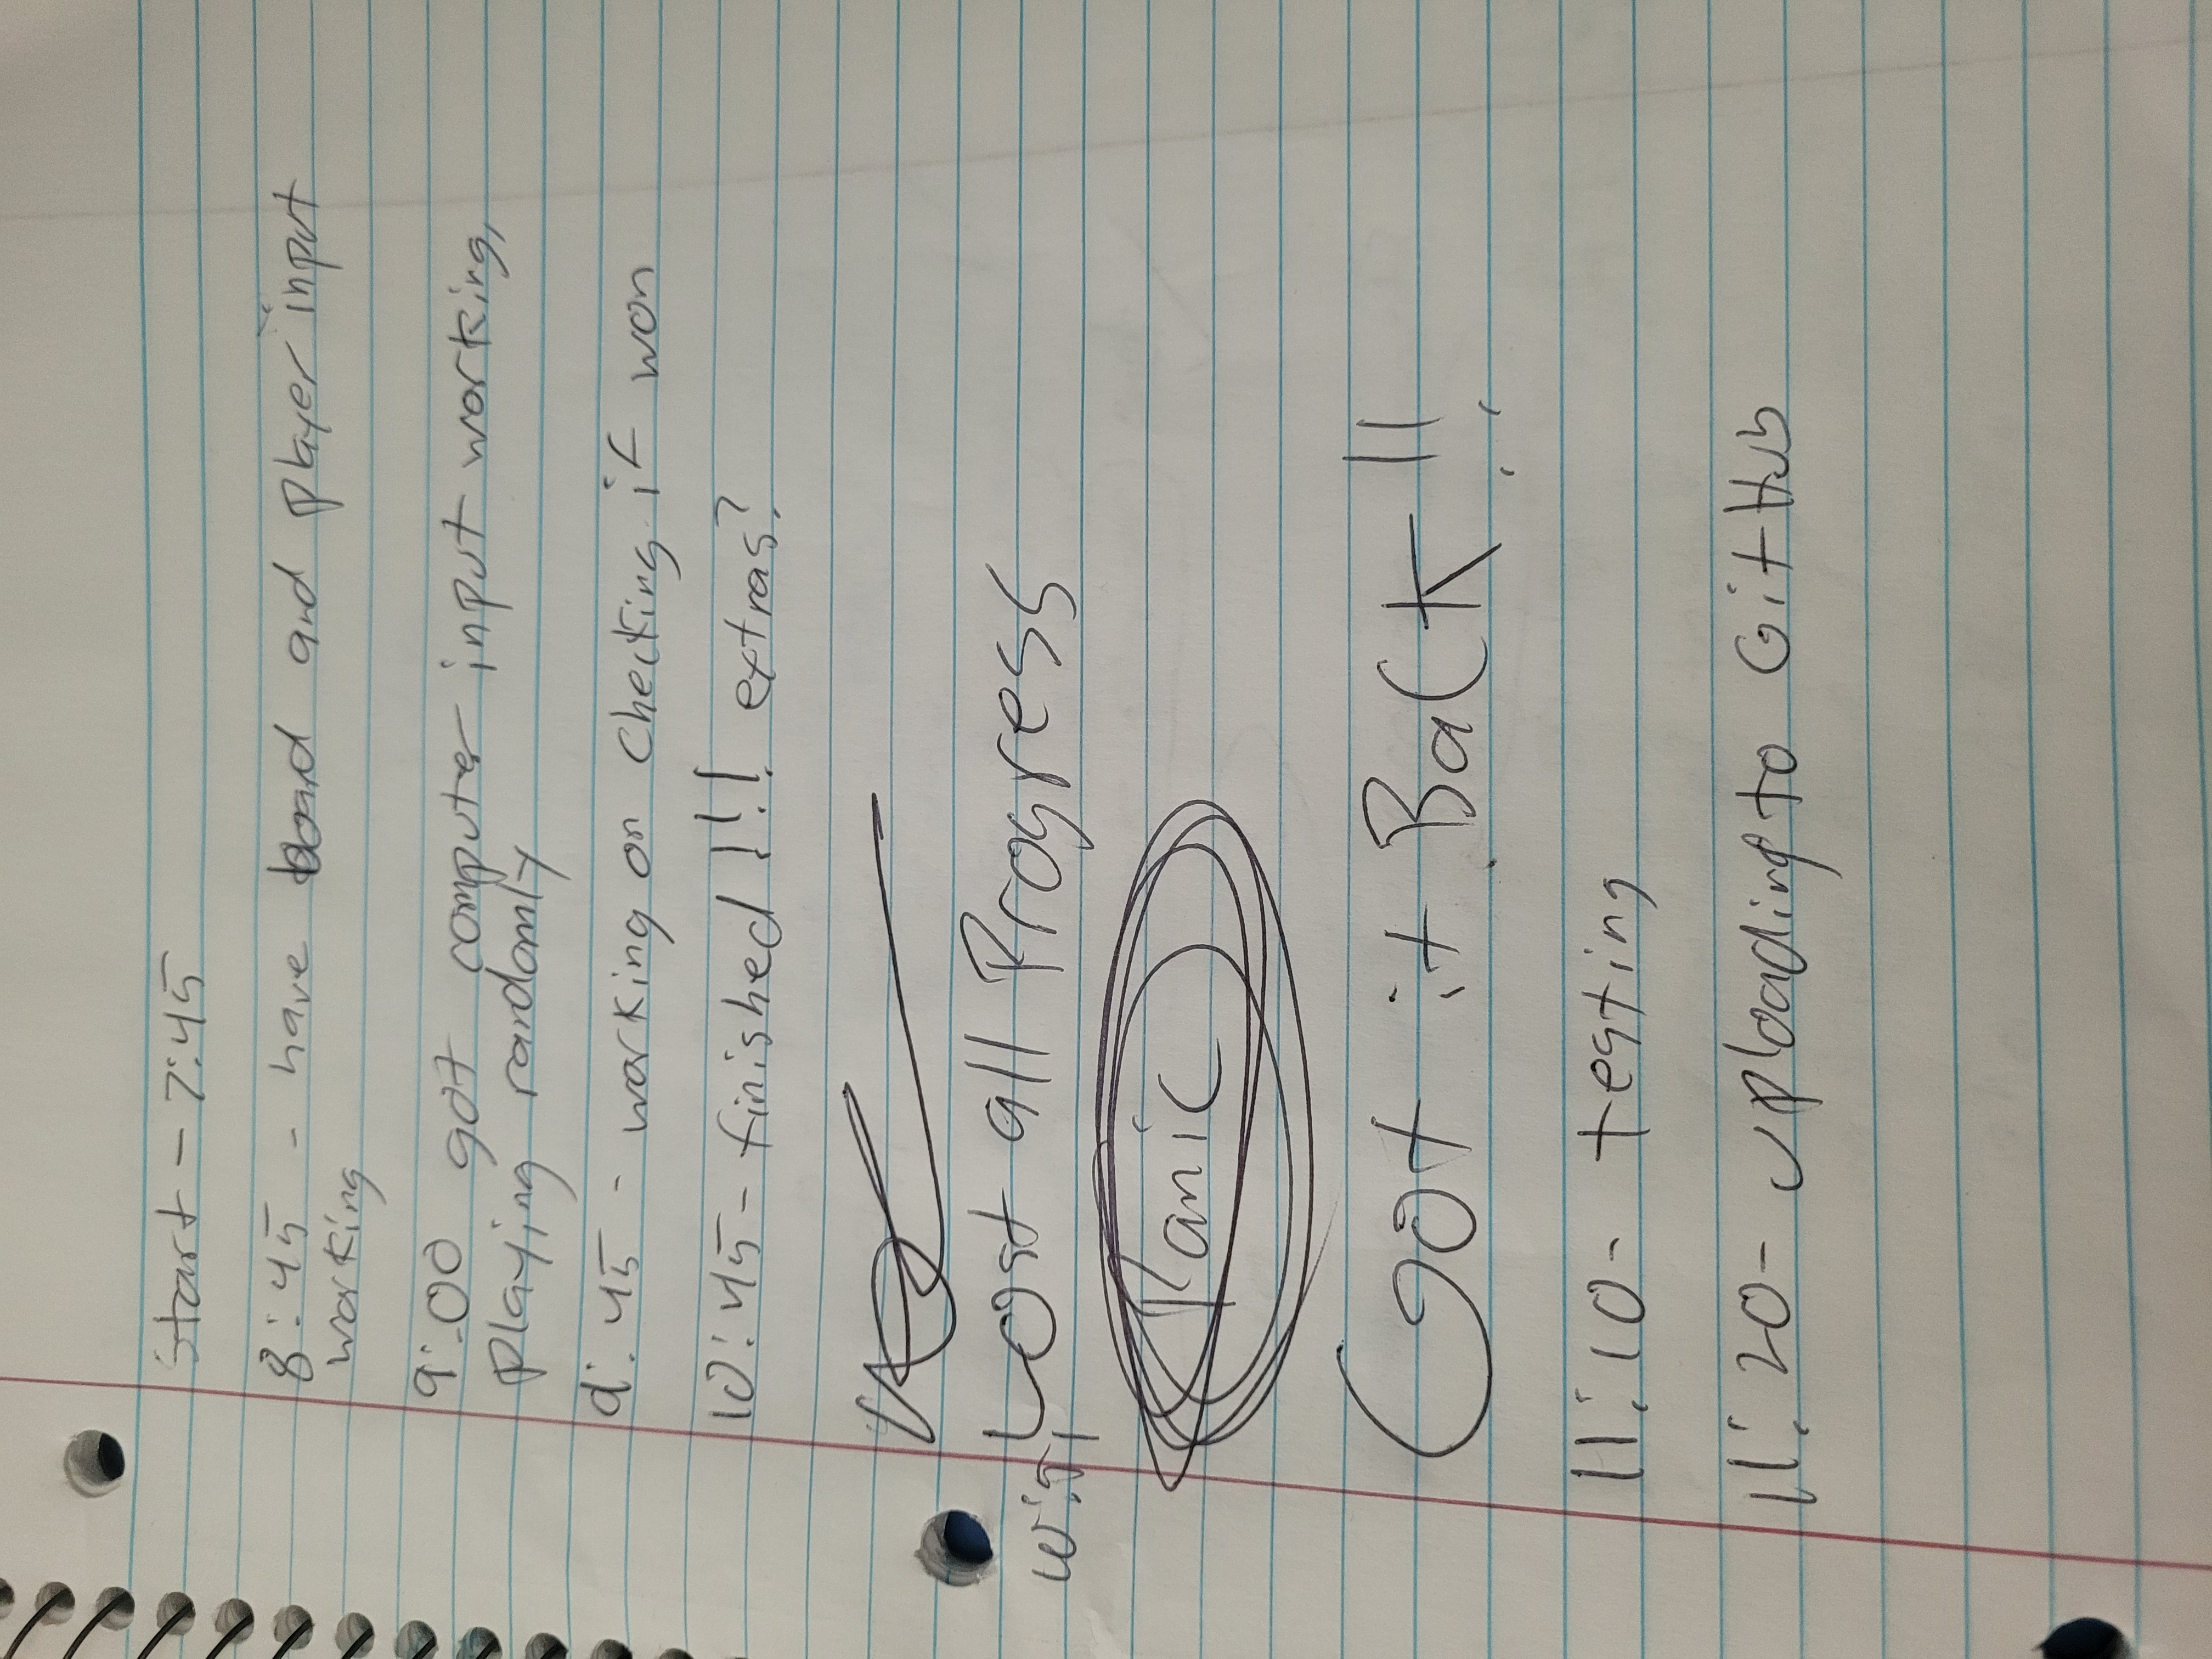 Start - 7:45
8:45 - have board and player input
working
9:00 got computer input working,
playing randomly
9:45 - working on checking if won
10:45 - finished!!! extras?
Lost all Progress
wifi
Panic
Got it Back!!
11:10 - testing
11:20 - uploading to GitHub